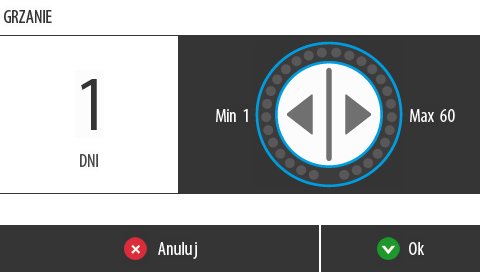 GRZANIE
1
DNI
Min 1
Max 60
Anuluj
Ok